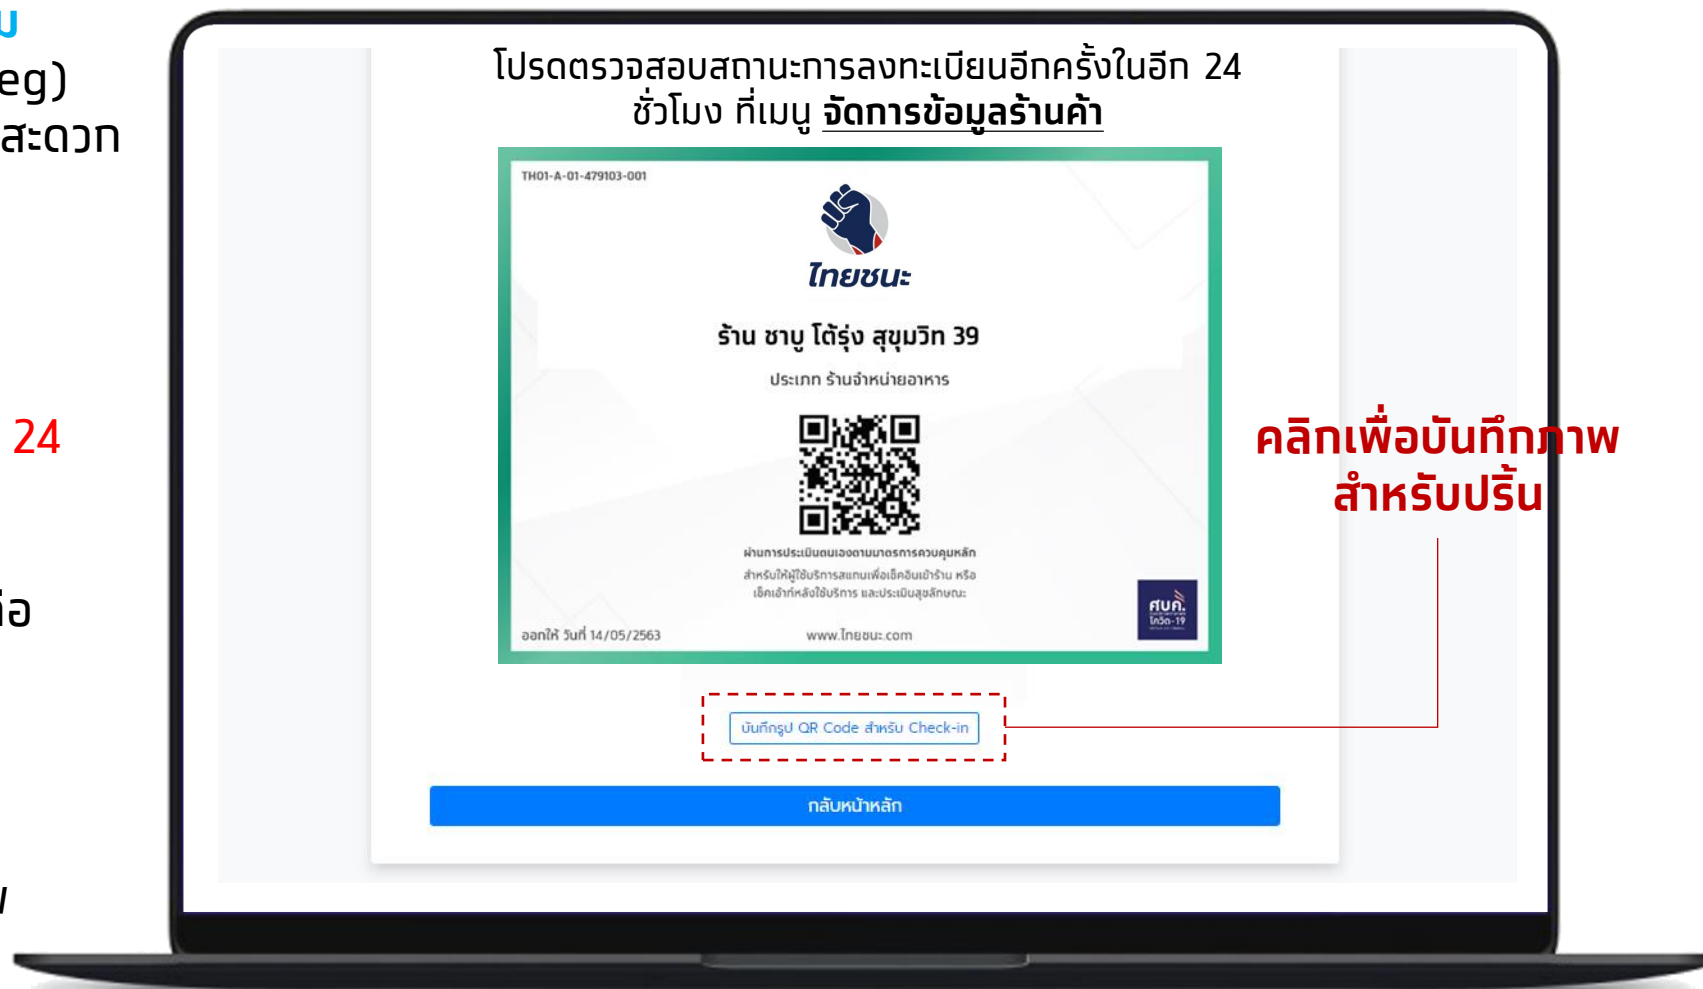 ม
eg)
สะดวก
24
ถือ
โปรดตรวจสอบสถานะการลงทะเบียนอีกครั้งในอีก 24
ชั่วโมง ที่เมนู จัดการข้อมูลร้านค้า
TH01-A-01-479103-001
ไทยชนะ
ร้าน ชาบู โต้รุ่ง สุขุมวิท 39
ประเภท ร้านจำหน่ายอาหาร
ผ่านการประเมินตนเองตามมาตรการควบคุมหลัก
สำหรับให้ผู้ใช้บริการสแกนเพื่อเช็คอินเข้าร้าน หรือ
เช็คเอ้าท์หลังใช้บริการ และประเมินสุขลักษณะ
ศบค.
โควิด-19
ออกให้ วันที่ 14/05/2563
www.ไทยชนะ.com
บันทึกรูป QR Code สำหรับ Check-in
กลับหน้าหลัก
คลิกเพื่อบันทึกภาพ
สำหรับปริ้น